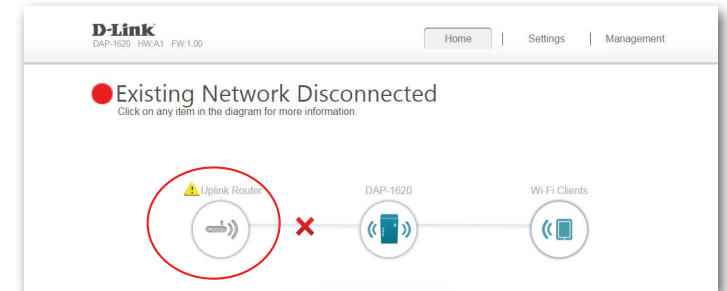 D-Link
DAP-1620 HW:A1 FW:1.00
Home | Settings | Management
Existing Network Disconnected
Click on any item in the diagram for more information.
Uplink Router DAP-1620 Wi-Fi Clients